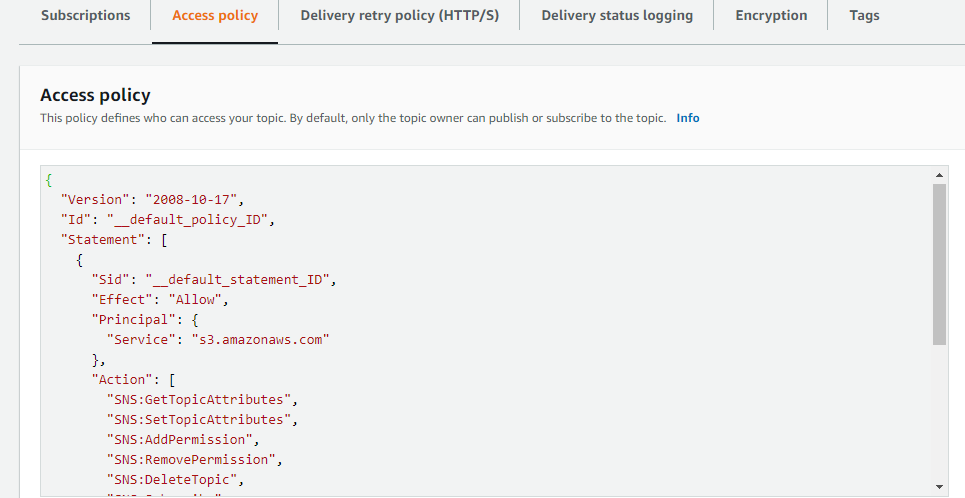 Subscriptions Access policy Delivery retry policy (HTTP/S) Delivery status logging Encryption Tags
Access policy
This policy defines who can access your topic. By default, only the topic owner can publish or subscribe to the topic. Info
{
  "Version": "2008-10-17",
  "Id": "__default_policy_ID",
  "Statement": [
    {
      "Sid": "__default_statement_ID",
      "Effect": "Allow",
      "Principal": {
        "Service": "s3.amazonaws.com"
      },
      "Action": [
        "SNS:GetTopicAttributes",
        "SNS:SetTopicAttributes",
        "SNS:AddPermission",
        "SNS:RemovePermission",
        "SNS:DeleteTopic",